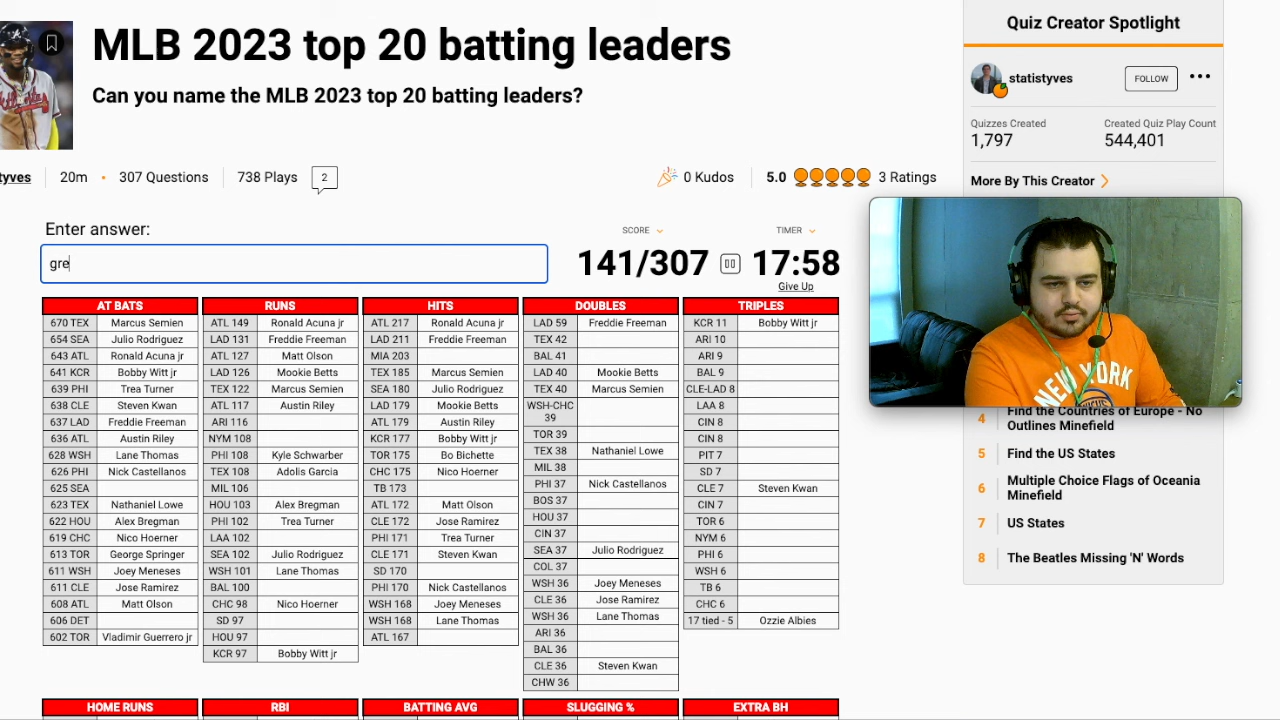 MLB 2023 top 20 batting leaders
Can you name the MLB 2023 top 20 batting leaders?
tyves 20m • 307 Questions 738 Plays 2 0 Kudos 5.0 3 Ratings
Enter answer:
gre
SCORE
141/307
TIMER
17:58
Give Up
AT BATS
670 TEX Marcus Semien
654 SEA Julio Rodriguez
643 ATL Ronald Acuna jr
641 KCR Bobby Witt jr
639 PHI Trea Turner
638 CLE Steven Kwan
637 LAD Freddie Freeman
636 ATL Austin Riley
628 WSH Lane Thomas
626 PHI Nick Castellanos
625 SEA
623 TEX Nathaniel Lowe
622 HOU Alex Bregman
619 CHC Nico Hoerner
613 TOR George Springer
611 WSH Joey Meneses
611 CLE Jose Ramirez
608 ATL Matt Olson
606 DET
602 TOR Vladimir Guerrero jr
RUNS
ATL 149 Ronald Acuna jr
LAD 131 Freddie Freeman
ATL 127 Matt Olson
LAD 126 Mookie Betts
TEX 122 Marcus Semien
ATL 117 Austin Riley
ARI 116
NYM 108
PHI 108 Kyle Schwarber
TEX 108 Adolis Garcia
MIL 106
HOU 103 Alex Bregman
PHI 102 Trea Turner
LAA 102
SEA 102 Julio Rodriguez
WSH 101 Lane Thomas
BAL 100
CHC 98 Nico Hoerner
SD 97
HOU 97
KCR 97 Bobby Witt jr
HITS
ATL 217 Ronald Acuna jr
LAD 211 Freddie Freeman
MIA 203
TEX 185 Marcus Semien
SEA 180 Julio Rodriguez
LAD 179 Mookie Betts
ATL 179 Austin Riley
KCR 177 Bobby Witt jr
TOR 175 Bo Bichette
CHC 175 Nico Hoerner
TB 173
ATL 172 Matt Olson
CLE 172 Jose Ramirez
PHI 171 Trea Turner
CLE 171 Steven Kwan
SD 170
PHI 170 Nick Castellanos
WSH 168 Joey Meneses
WSH 168 Lane Thomas
ATL 167
DOUBLES
LAD 59 Freddie Freeman
TEX 42
BAL 41
LAD 40 Mookie Betts
TEX 40 Marcus Semien
WSH-CHC
39
TOR 39
TEX 38 Nathaniel Lowe
MIL 38
PHI 37 Nick Castellanos
BOS 37
HOU 37
CIN 37
SEA 37 Julio Rodriguez
COL 37
WSH 36 Joey Meneses
CLE 36 Jose Ramirez
WSH 36 Lane Thomas
ARI 36
BAL 36
CLE 36 Steven Kwan
CHW 36
TRIPLES
KCR 11 Bobby Witt jr
ARI 10
ARI 9
BAL 9
CLE-LAD 8
LAA 8
CIN 8
CIN 8
PIT 7
SD 7
CLE 7 Steven Kwan
CIN 7
TOR 6
NYM 6
PHI 6
WSH 6
TB 6
CHC 6
17 tied - 5 Ozzie Albies
HOME RUNS RBI BATTING AVG SLUGGING % EXTRA BH
Quiz Creator Spotlight
statistyves FOLLOW •••
Quizzes Created
1,797
Created Quiz Play Count
544,401
More By This Creator
NEW YORK
4 Find the Countries of Europe - No
Outlines Minefield
5 Find the US States
6 Multiple Choice Flags of Oceania
Minefield
7 US States
8 The Beatles Missing 'N' Words